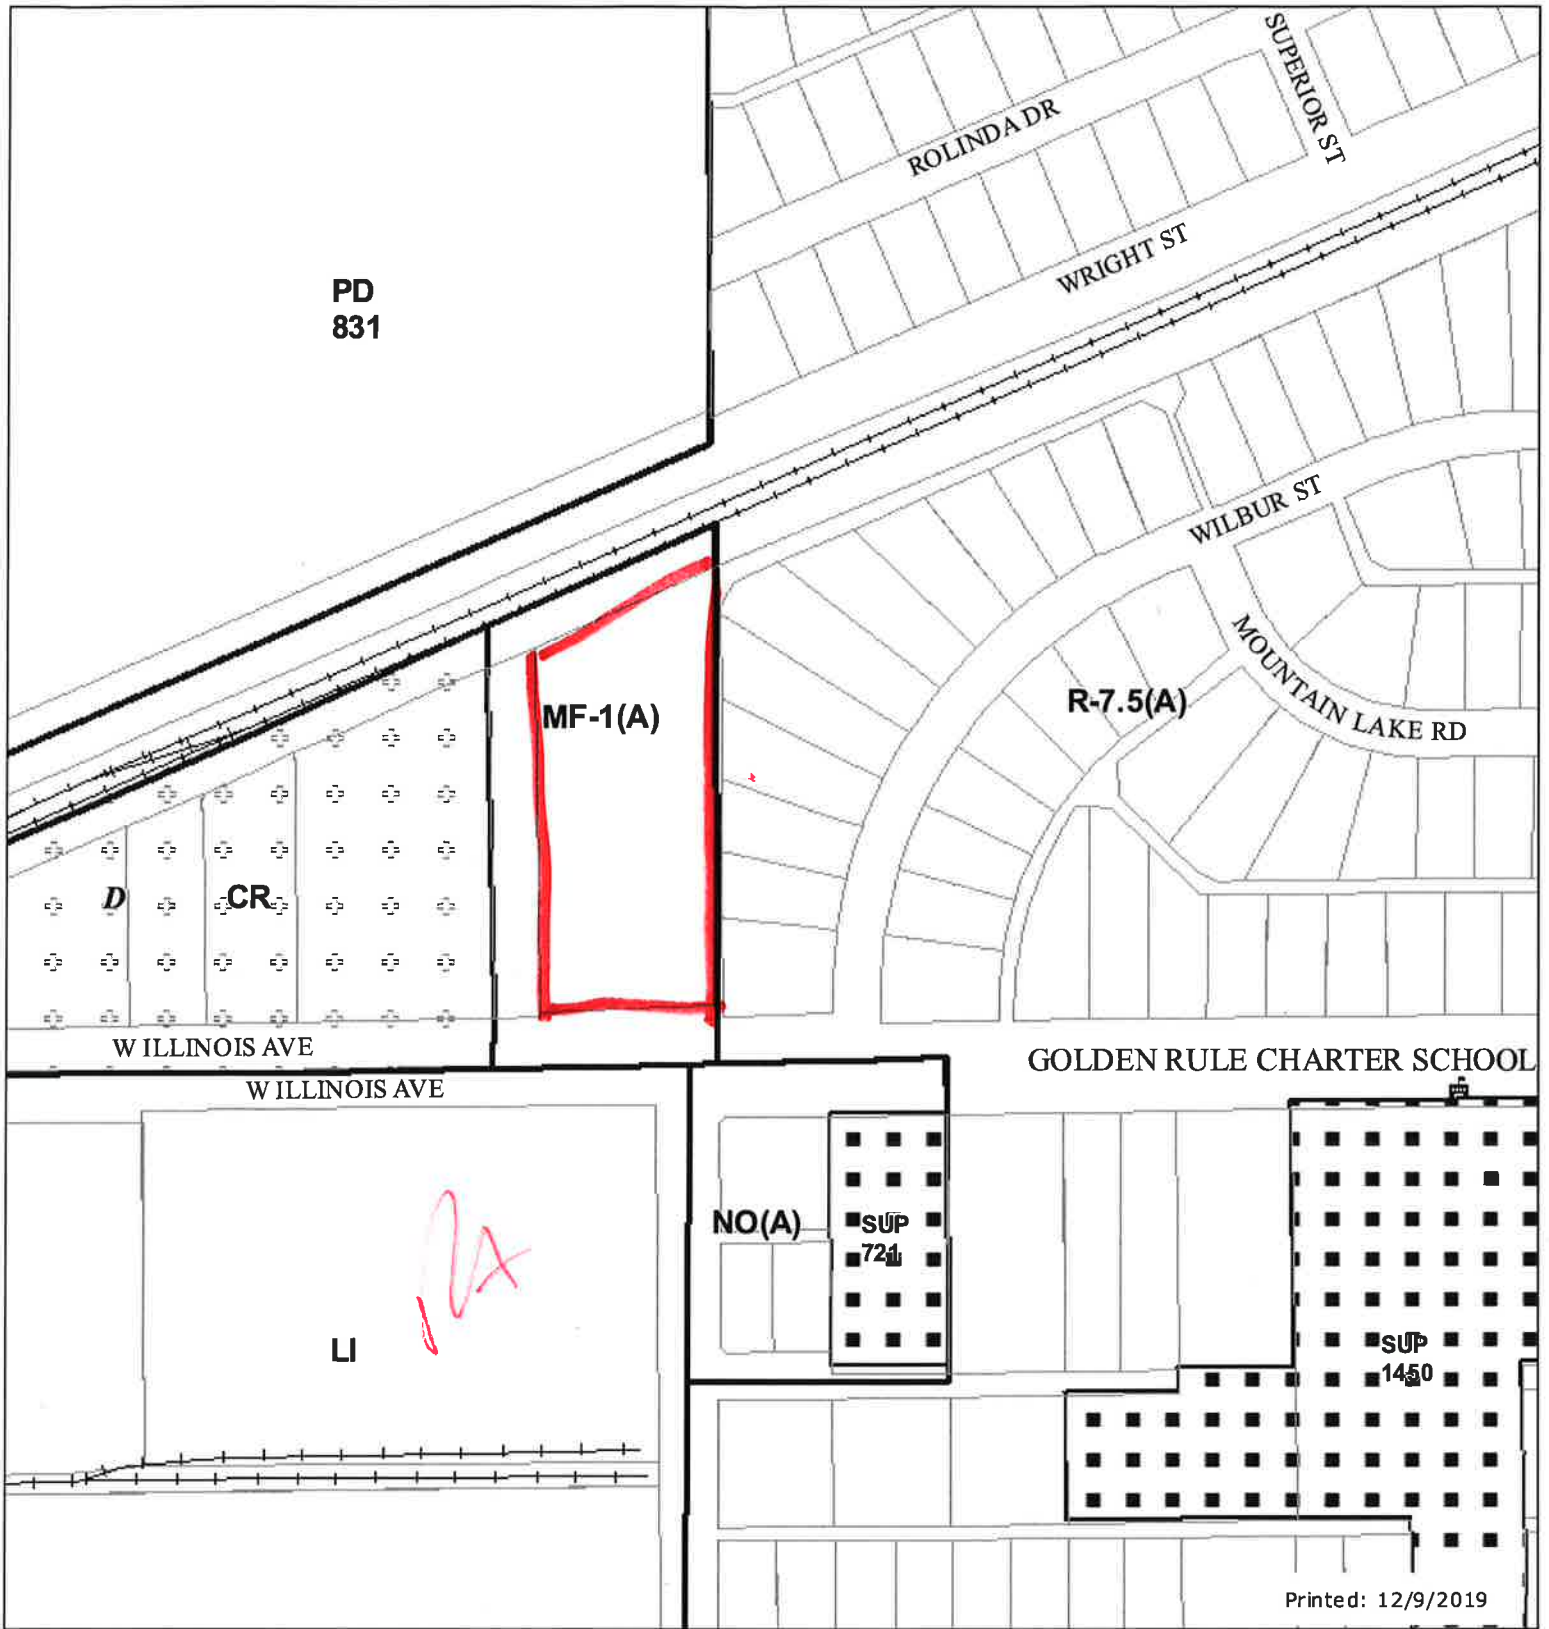 SUPERIOR ST
ROLINDA DR
WRIGHT ST
PD
831
WILBUR ST
MOUNTAIN LAKE RD
R-7.5(A)
MF-1(A)
D
CR
W ILLINOIS AVE
W ILLINOIS AVE
GOLDEN RULE CHARTER SCHOOL
NO(A)
SUP
721
LI
SUP
1450
Printed: 12/9/2019